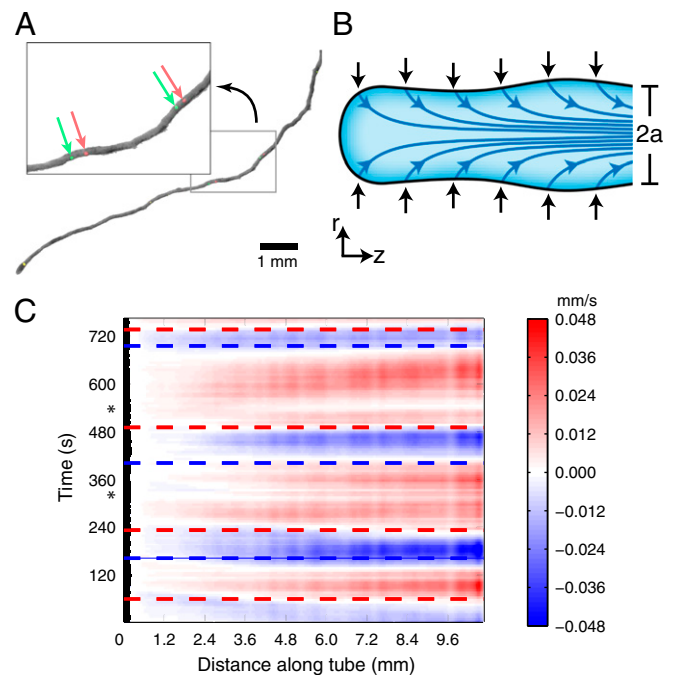 A
B
1 mm
2a
r
z
C
mm/s
0.048
0.036
0.024
0.012
0.000
−0.012
−0.024
−0.036
−0.048
Time (s)
720
600
*
480
360
*
240
120
0 1.2 2.4 3.6 4.8 6.0 7.2 8.4 9.6
Distance along tube (mm)